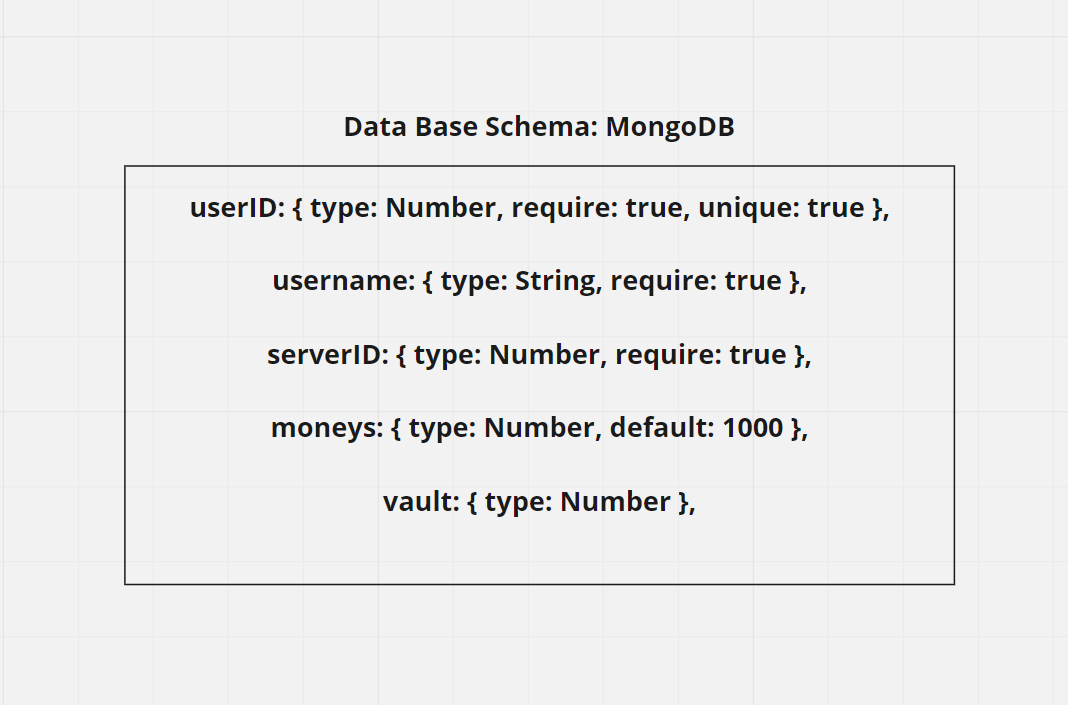 Data Base Schema: MongoDB
userID: { type: Number, require: true, unique: true },
username: { type: String, require: true },
serverID: { type: Number, require: true },
moneys: { type: Number, default: 1000 },
vault: { type: Number },